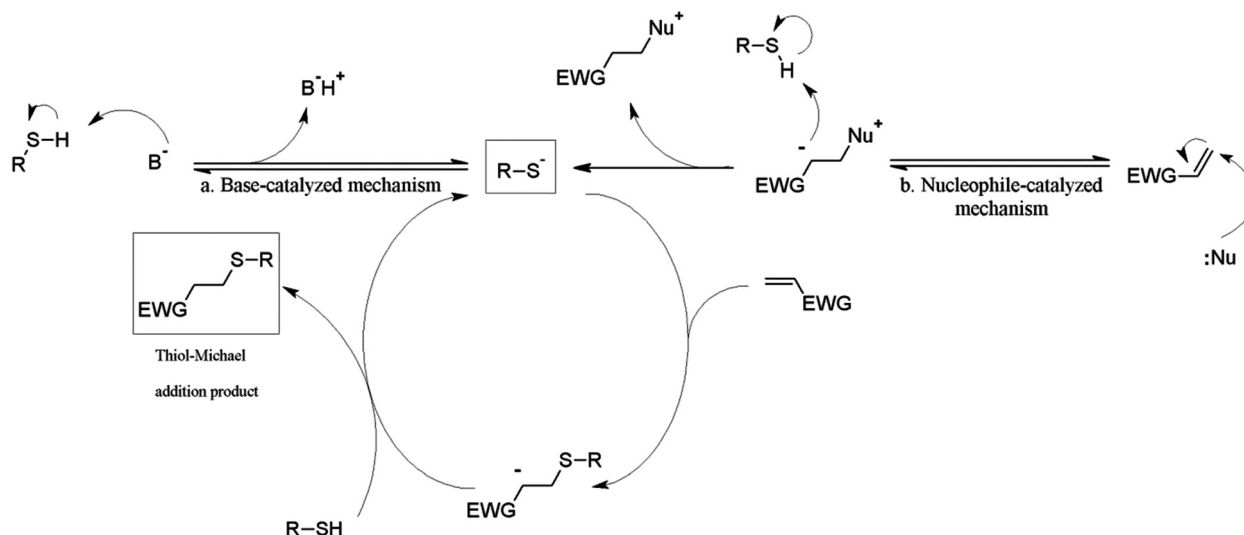 Nu+
EWG
R-S
H
B-H+
S-H
R
B-
a. Base-catalyzed mechanism
R-S-
-
Nu+
EWG
b. Nucleophile-catalyzed
mechanism
EWG
:Nu
S-R
EWG
Thiol-Michael
addition product
EWG
-
S-R
EWG
R-SH